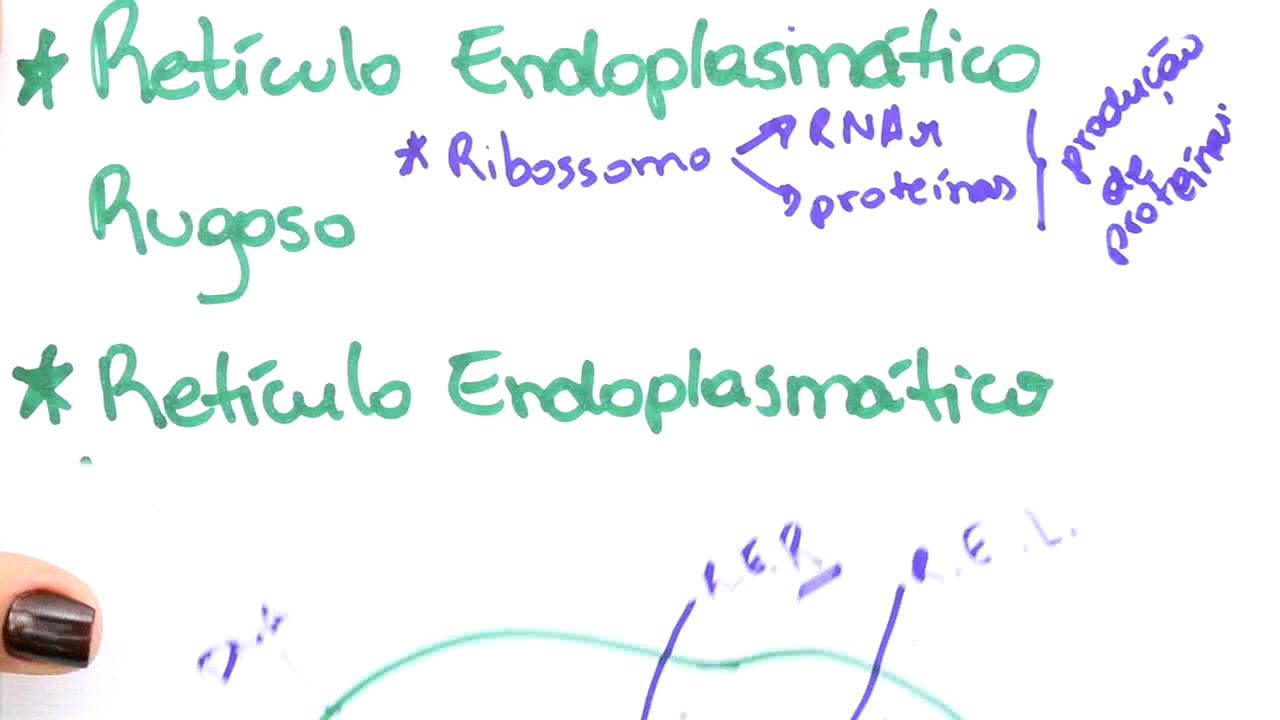 * Retículo Endoplasmático
* Ribossomo
RNAr
proteínas
produção
de
proteínas
Rugoso
* Retículo Endoplasmático
R.E.R
R.E.L.